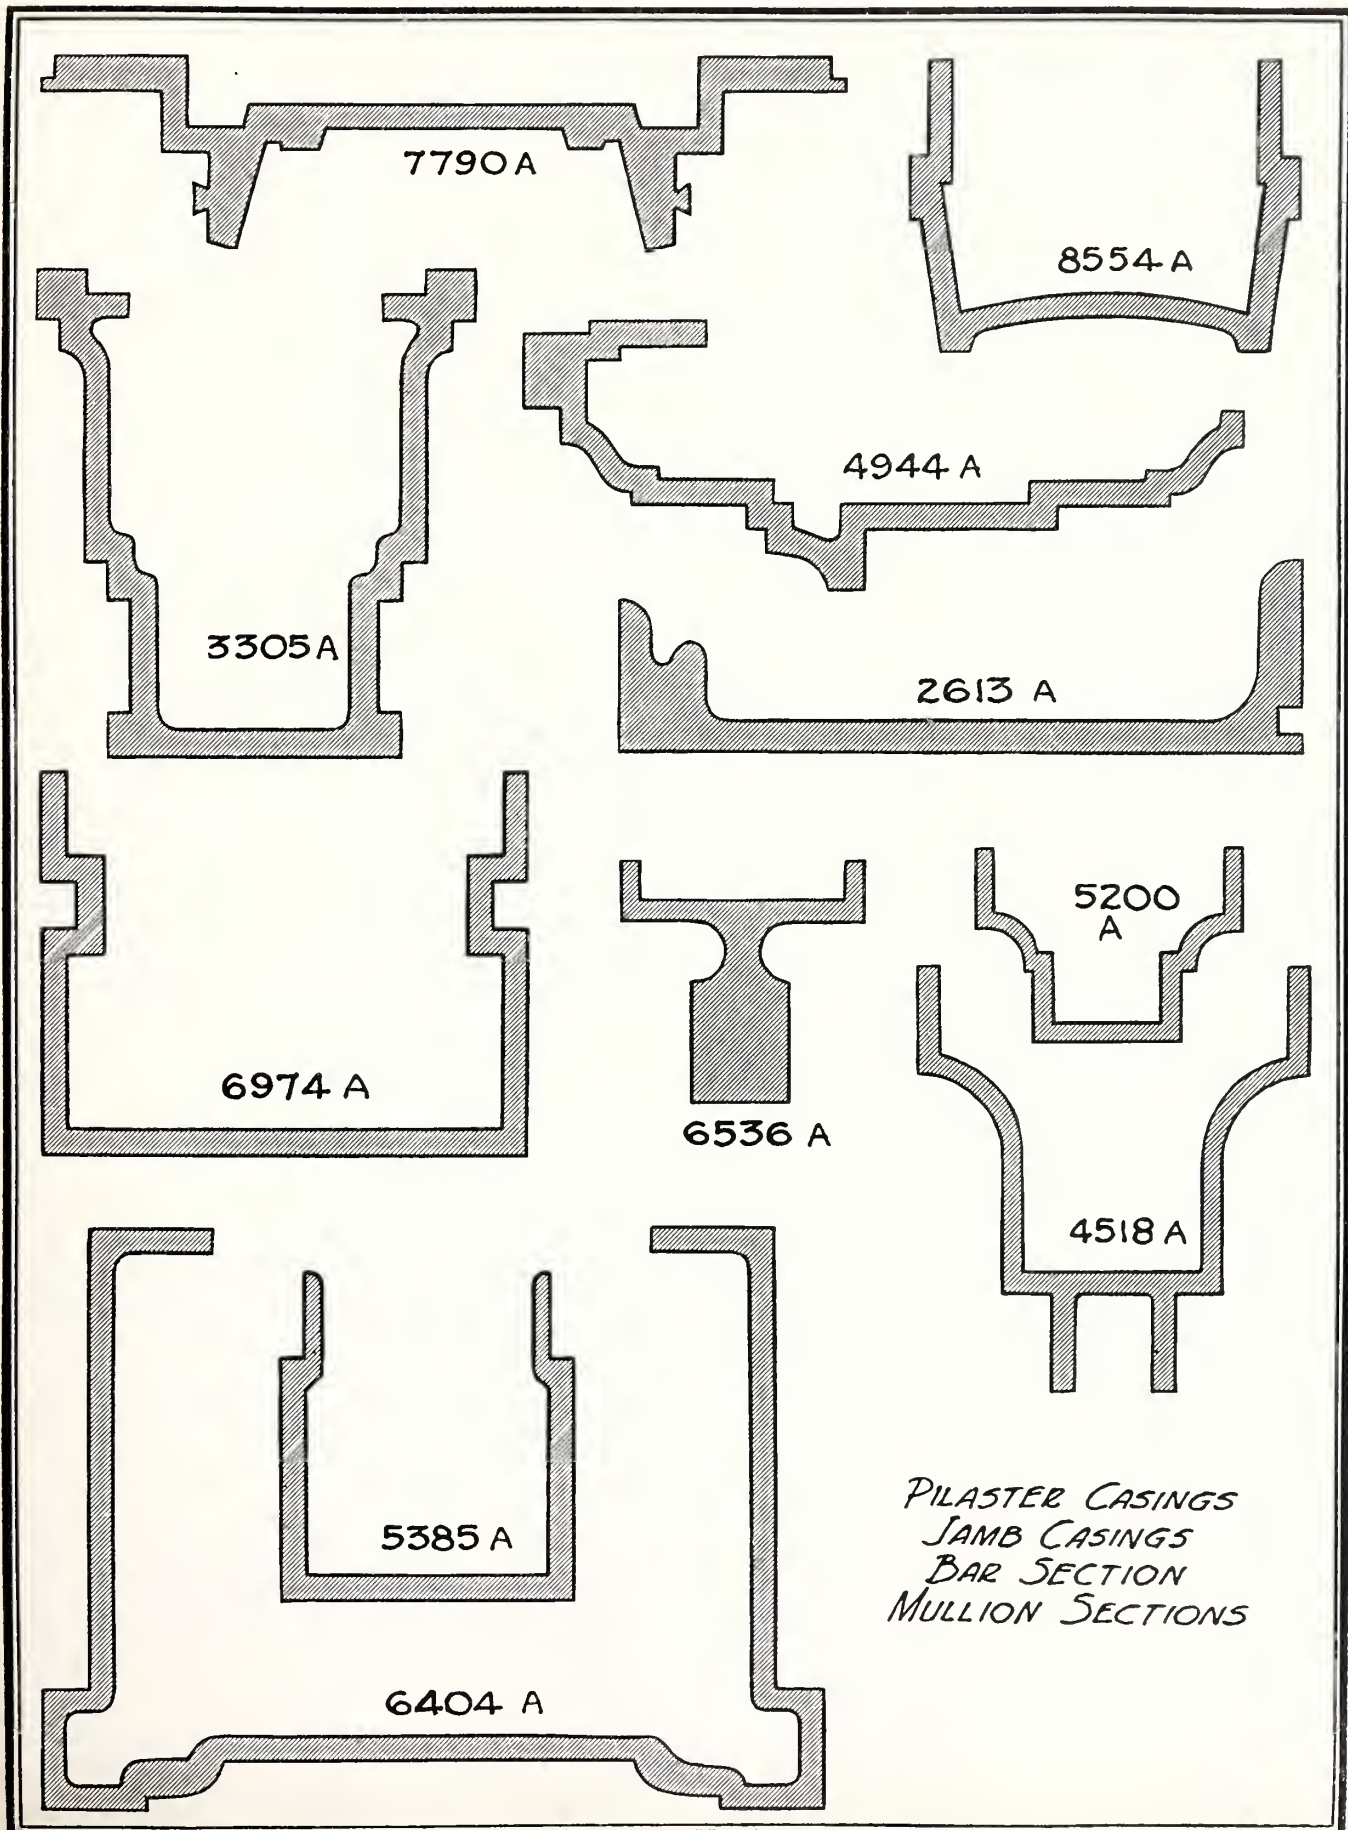 7790 A
8554 A
4944 A
3305 A
2613 A
5200
A
6974 A
6536 A
4518 A
5385 A
6404 A
PILASTER CASINGS
JAMB CASINGS
BAR SECTION
MULLION SECTIONS